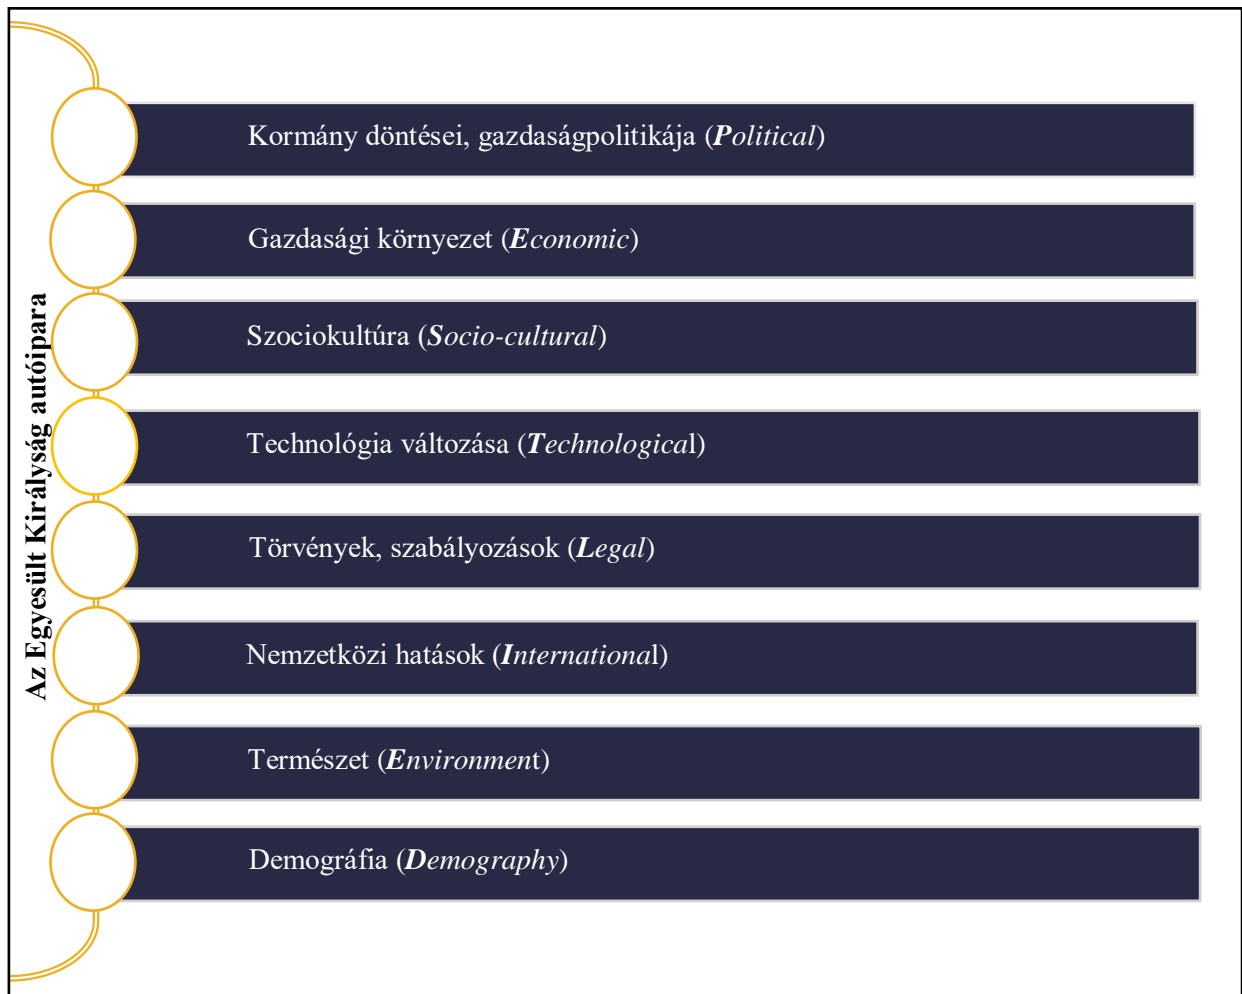 Az Egyesült Királyság autóipara
Kormány döntései, gazdaságpolitikája (Political)
Gazdasági környezet (Economic)
Szociokultúra (Socio-cultural)
Technológia változása (Technological)
Törvények, szabályozások (Legal)
Nemzetközi hatások (International)
Természet (Environment)
Demográfia (Demography)